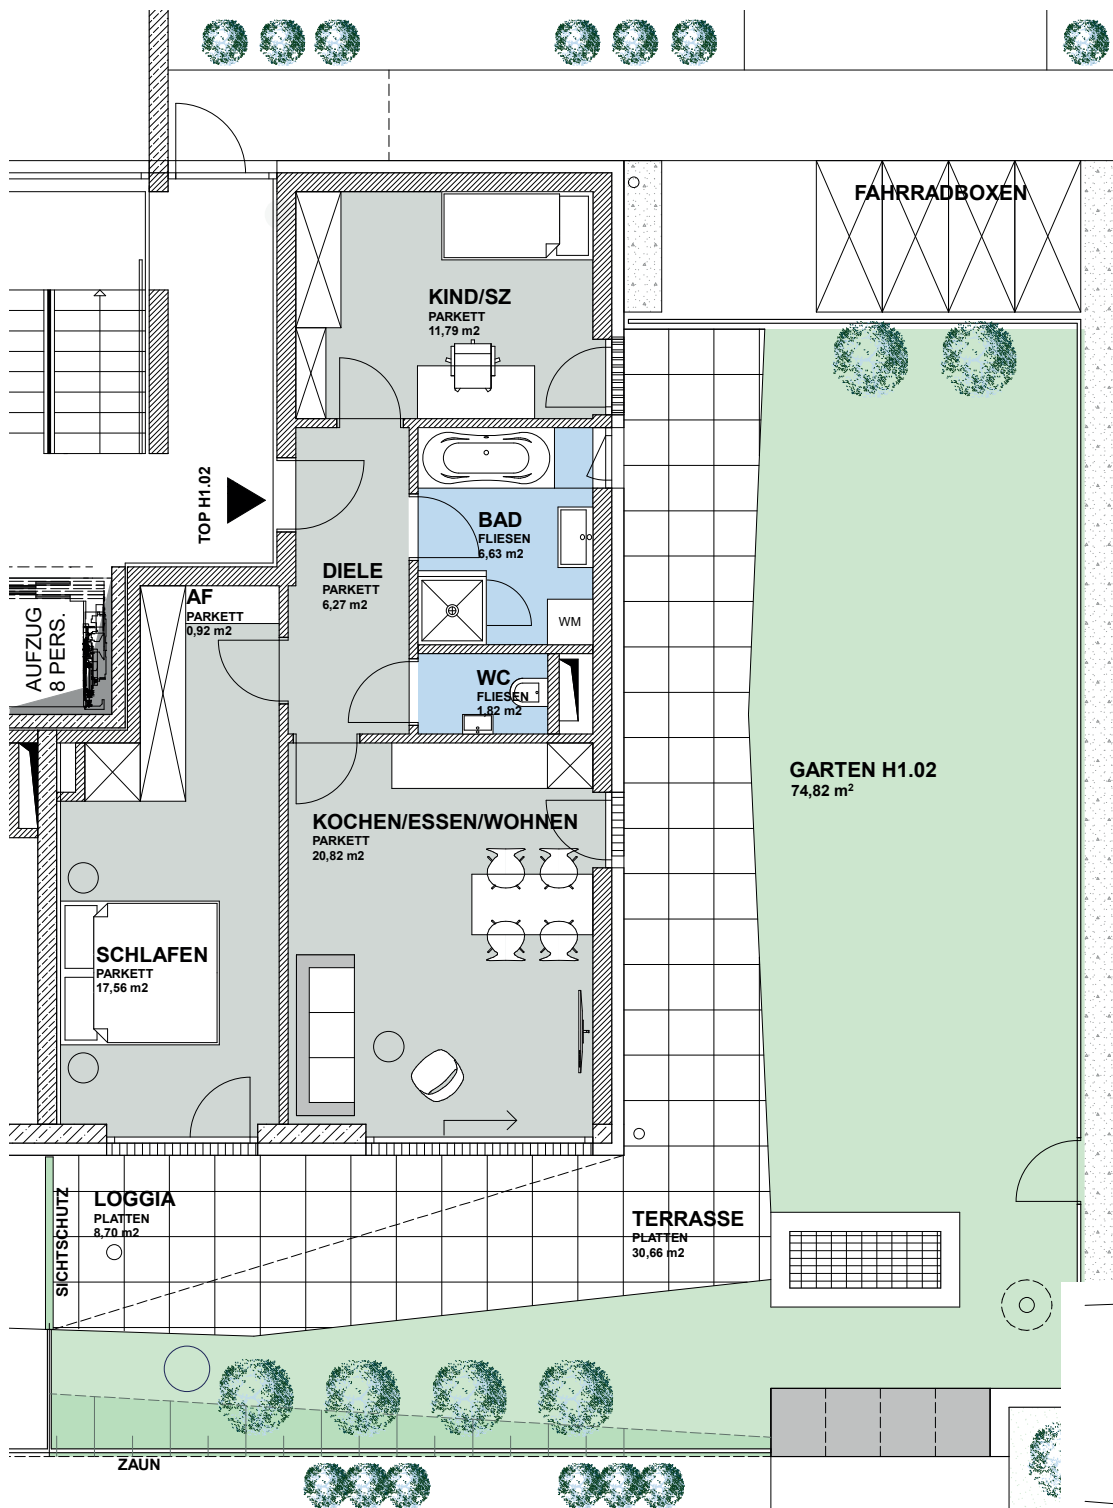 FAHRRADBOXEN
KIND/SZ
PARKETT
11,79 m2
TOP H1.02
BAD
FLIESEN
6,63 m2
DIELE
PARKETT
6,27 m2
AF
PARKETT
0,92 m2
AUFZUG
8 PERS.
WM
WC
FLIESEN
1,82 m2
GARTEN H1.02
74,82 m²
KOCHEN/ESSEN/WOHNEN
PARKETT
20,82 m2
SCHLAFEN
PARKETT
17,56 m2
SICHTSCHUTZ
LOGGIA
PLATTEN
8,70 m2
TERRASSE
PLATTEN
30,66 m2
ZAUN